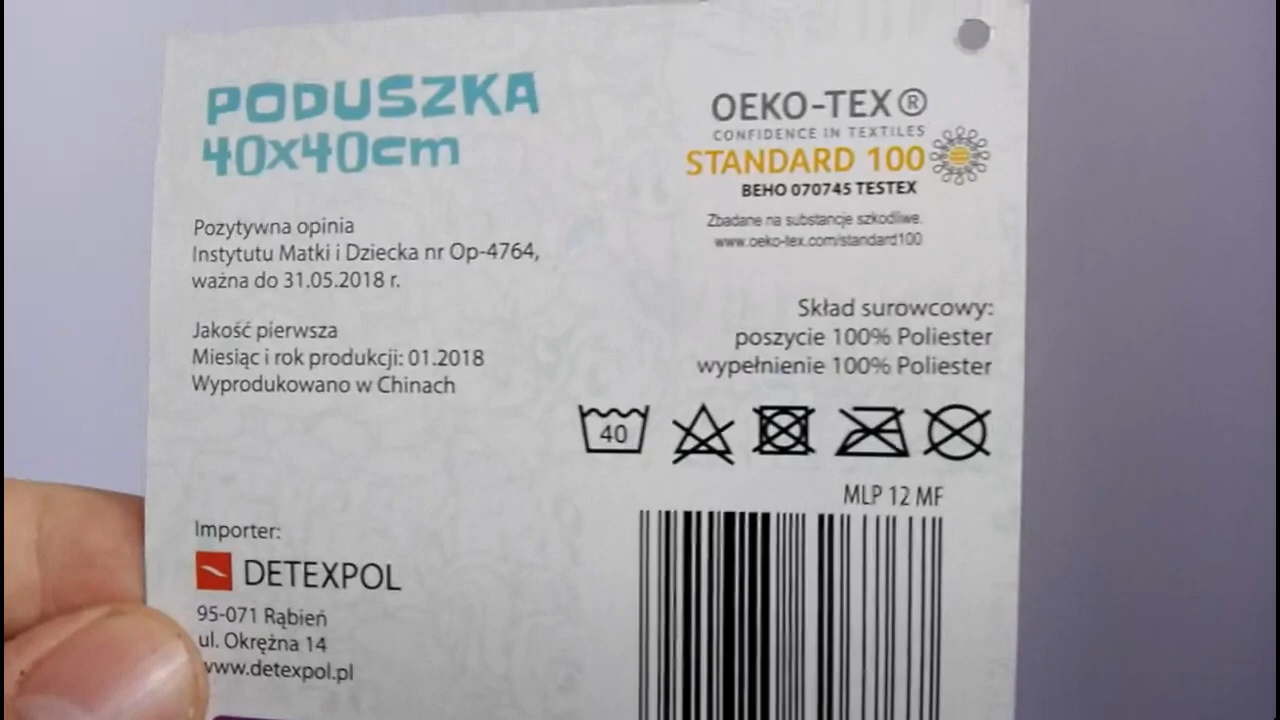 PODUSZKA
40x40cm
Pozytywna opinia
Instytutu Matki i Dziecka nr Op-4764,
ważna do 31.05.2018 r.
Jakość pierwsza
Miesiąc i rok produkcji: 01.2018
Wyprodukowano w Chinach
OEKO-TEX®
CONFIDENCE IN TEXTILES
STANDARD 100
BEHO 070745 TESTEX
Zbadane na substancje szkodliwe.
www.oeko-tex.com/standard100
Skład surowcowy:
poszycie 100% Poliester
wypełnienie 100% Poliester
40
MLP 12 MF
Importer:
DETEXPOL
95-071 Rąbień
ul. Okrężna 14
www.detexpol.pl